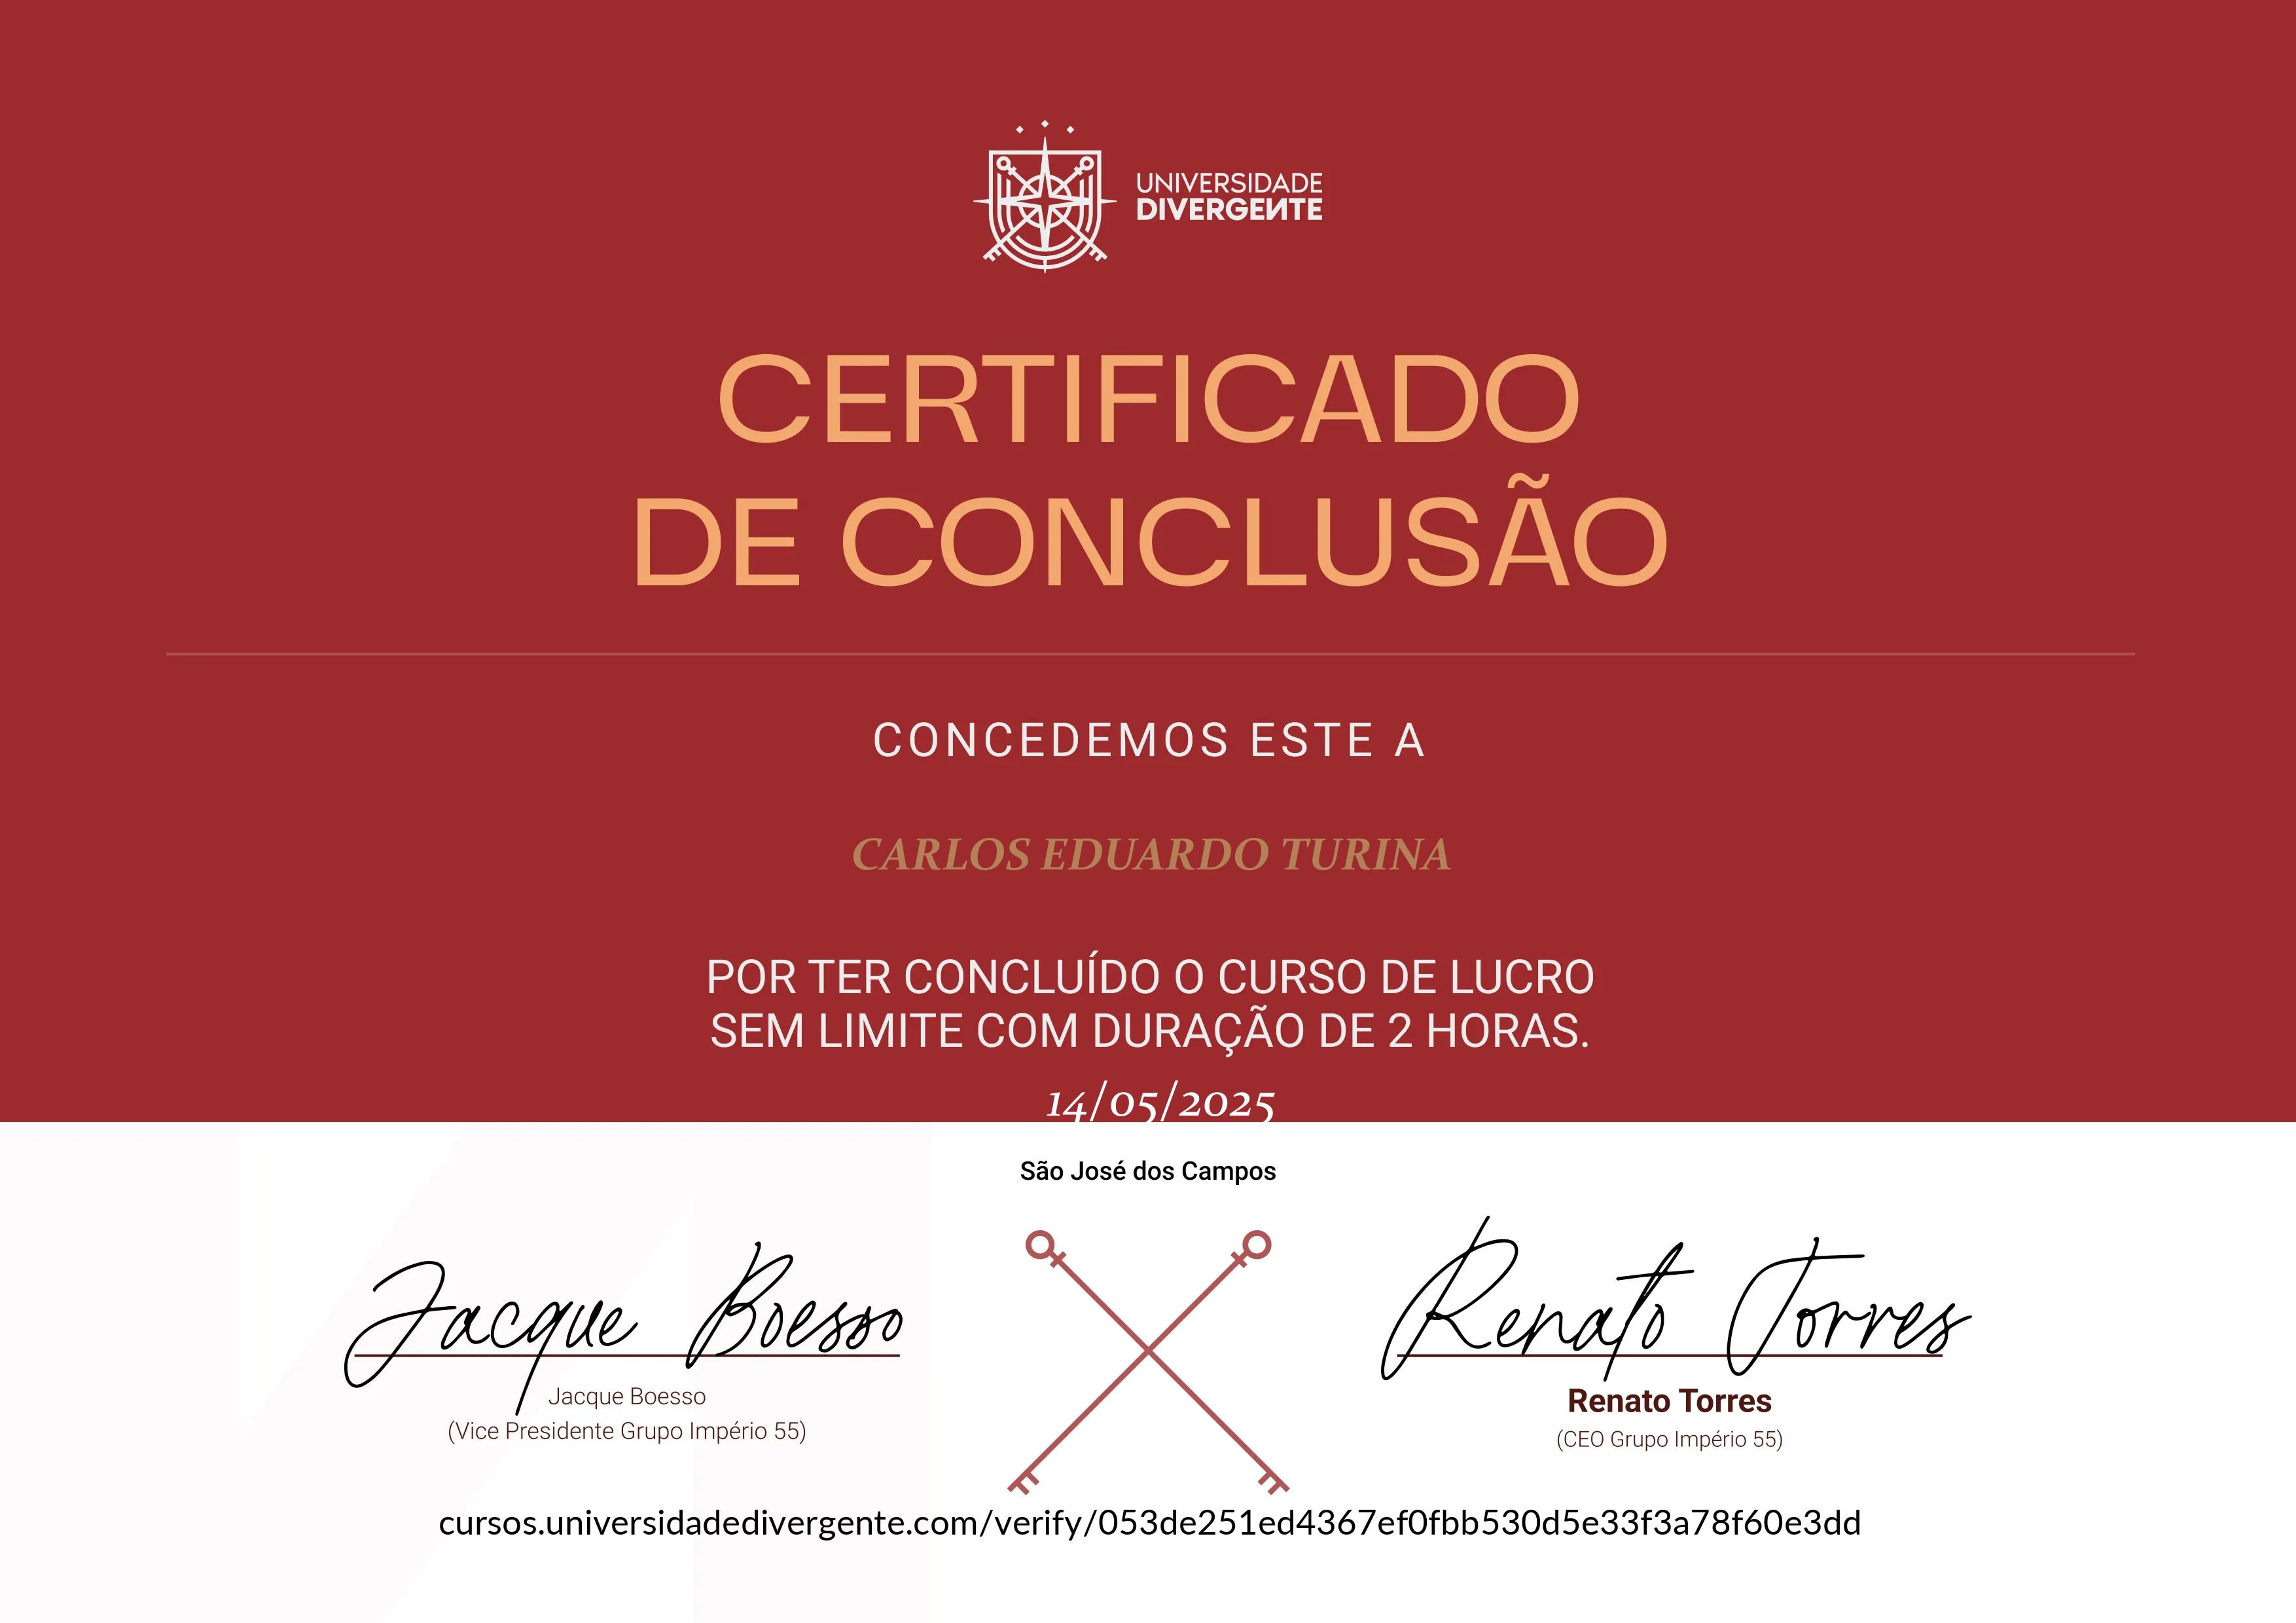 UNIVERSIDADE
DIVERGENTE
CERTIFICADO
DE CONCLUSÃO
CONCEDEMOS ESTE A
CARLOS EDUARDO TURINA
POR TER CONCLUÍDO O CURSO DE LUCRO
SEM LIMITE COM DURAÇÃO DE 2 HORAS.
14/05/2025
São José dos Campos
Jacque Boesso
Jacque Boesso
(Vice Presidente Grupo Império 55)
Renato Torres
Renato Torres
(CEO Grupo Império 55)
cursos.universidadedivergente.com/verify/053de251ed4367ef0fbb530d5e33f3a78f60e3dd